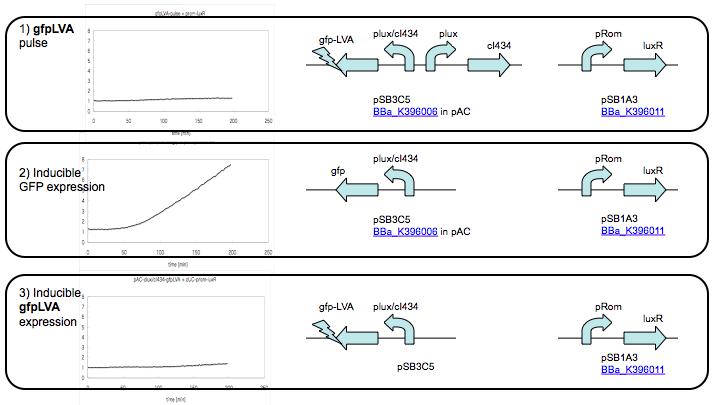 gfpLVA-pulse + prom-luxR
1) gfpLVA
pulse
8
7
6
5
4
3
2
1
0
0 50 100 150 200 250
time [min]
gfp-LVA
plux/cI434
plux
cI434
pSB3C5
BBa_K396006 in pAC
pRom
luxR
pSB1A3
BBa_K396011
2) Inducible
GFP expression
8
7
6
5
4
3
2
1
0
0 50 100 150 200 250
time [min]
gfp
plux/cI434
pSB3C5
BBa_K396006 in pAC
pRom
luxR
pSB1A3
BBa_K396011
pAC-plux/cI434-gfpLVA + pLC-prom-luxR
3) Inducible
gfpLVA
expression
8
7
6
5
4
3
2
1
0
0 50 100 150 200 250
time [min]
gfp-LVA
plux/cI434
pSB3C5
pRom
luxR
pSB1A3
BBa_K396011